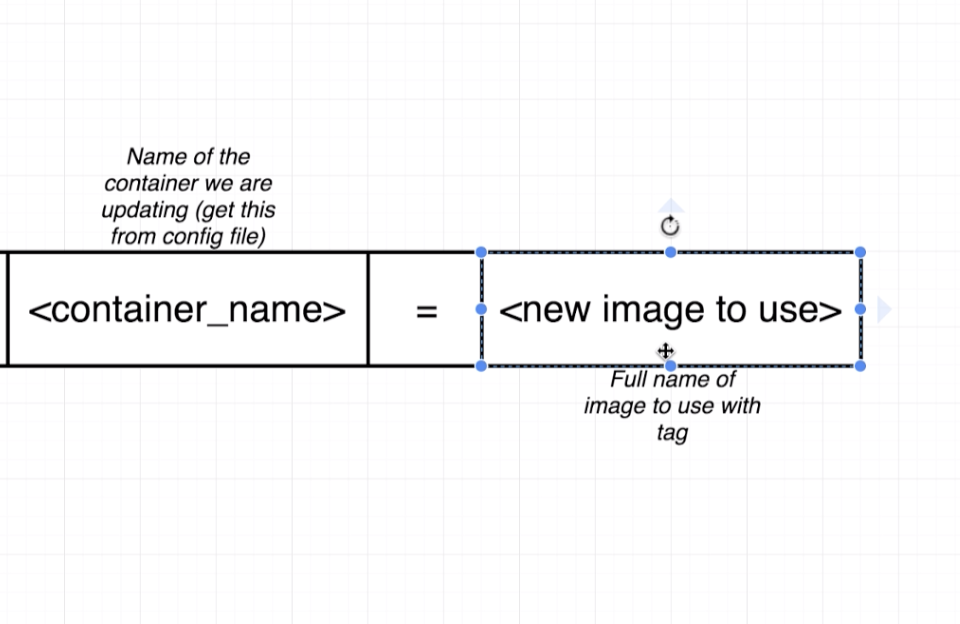 Name of the
container we are
updating (get this
from config file)
<container_name>
=
<new image to use>
Full name of
image to use with
tag